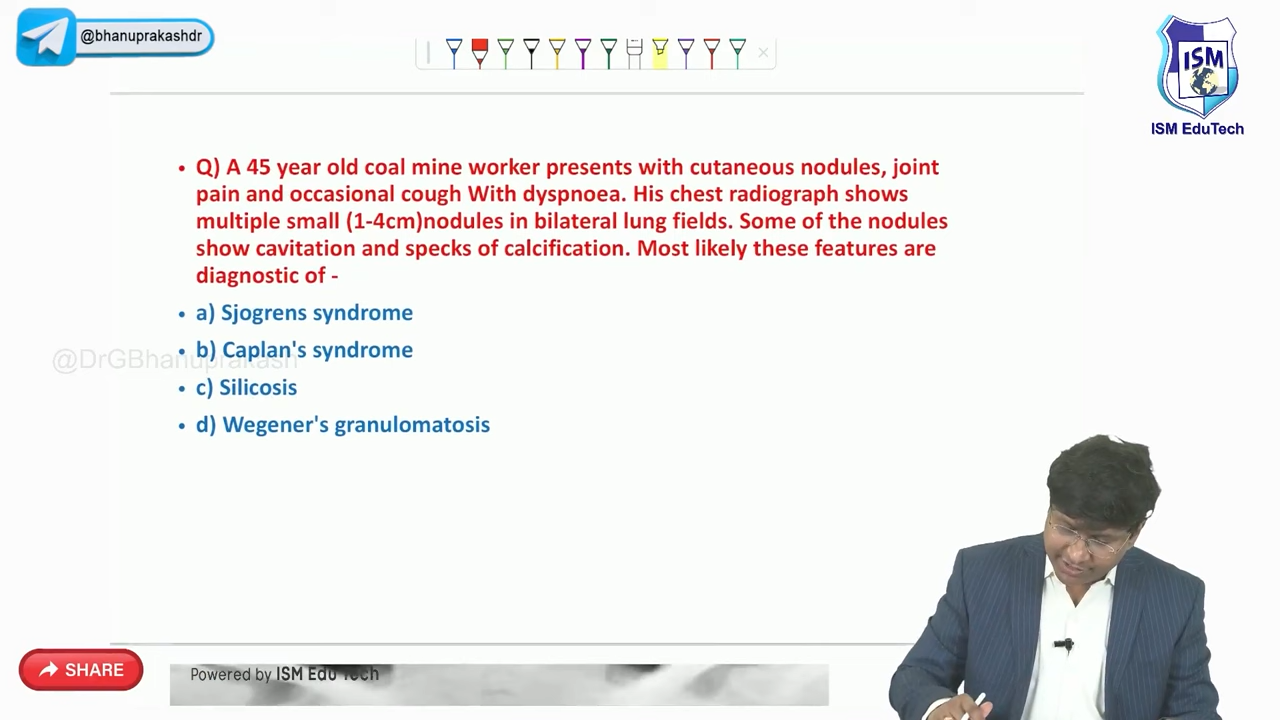 @bhanuprakashdr
ISM
ISM EduTech
• Q) A 45 year old coal mine worker presents with cutaneous nodules, joint
pain and occasional cough With dyspnoea. His chest radiograph shows
multiple small (1-4cm)nodules in bilateral lung fields. Some of the nodules
show cavitation and specks of calcification. Most likely these features are
diagnostic of -
• a) Sjogrens syndrome
• b) Caplan's syndrome
@DrGBhanuprakash
• c) Silicosis
• d) Wegener's granulomatosis
SHARE
Powered by ISM EduTech